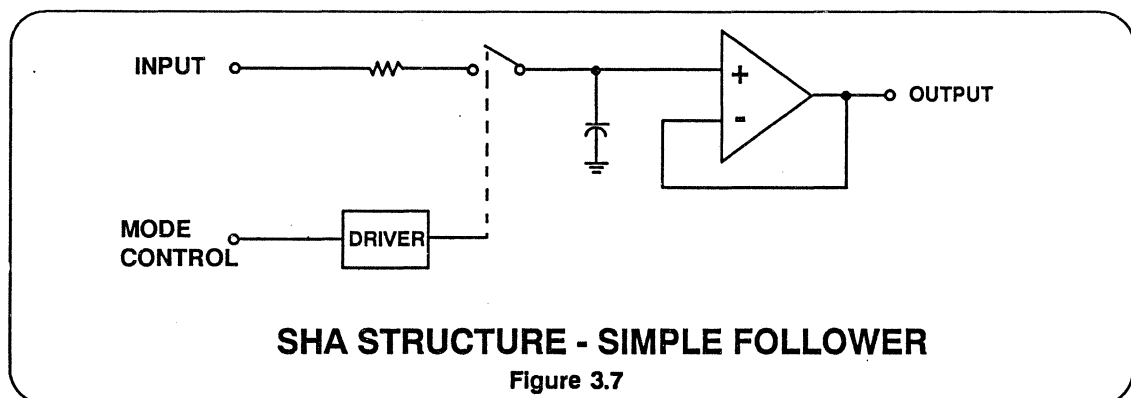 INPUT
+
-
OUTPUT
MODE
CONTROL
DRIVER
SHA STRUCTURE - SIMPLE FOLLOWER
Figure 3.7